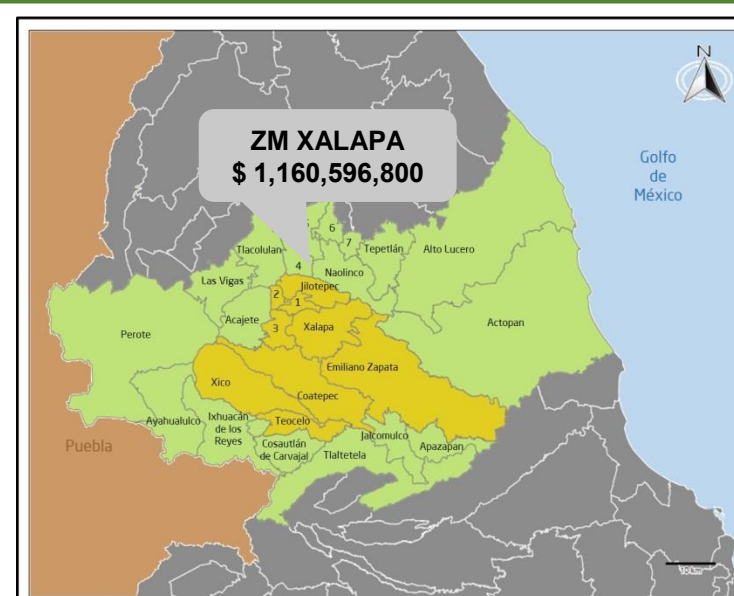 N
ZM XALAPA
$ 1,160,596,800
Golfo
de
México
6
7
Tlacolulan
4
Tepetlán
Alto Lucero
Naolinco
Las Vigas
Jilotepec
2
1
Acajete
3
Xalapa
Actopan
Perote
Emiliano Zapata
Xico
Coatepec
Ayahualulco
Ixhuacán
de los
Reyes
Teocelo
Jalcomulco
Cosautlán
de Carvajal
Tlaltetela
Apazapan
Puebla